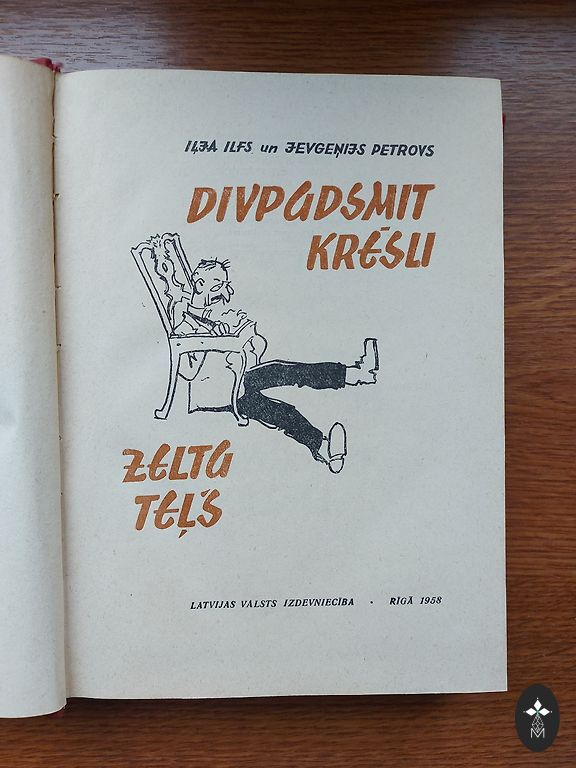 IĻJA ILFS un JEVGEŅIJS PETROVS
DIVPADSMIT
KRĒSLI
ZELTA
TEĻŠ
LATVIJAS VALSTS IZDEVNIECĪBA • RĪGĀ 1958
M